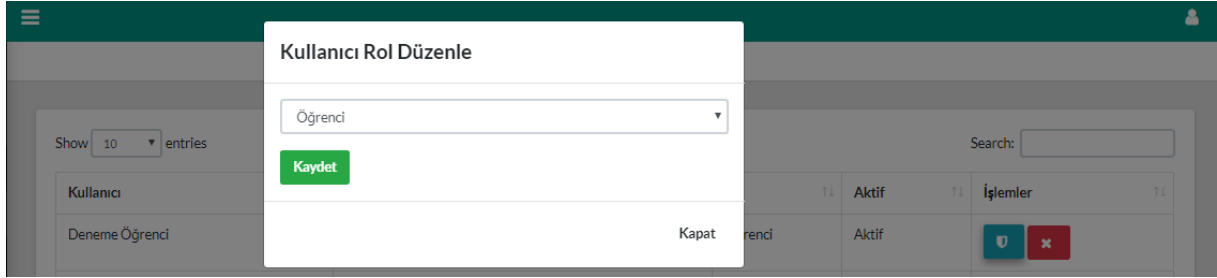 Kullanıcı Rol Düzenle
Öğrenci
Kaydet
Kapat
Show 10 entries
Search:
Kullanıcı Aktif İşlemler
Deneme Öğrenci renci Aktif